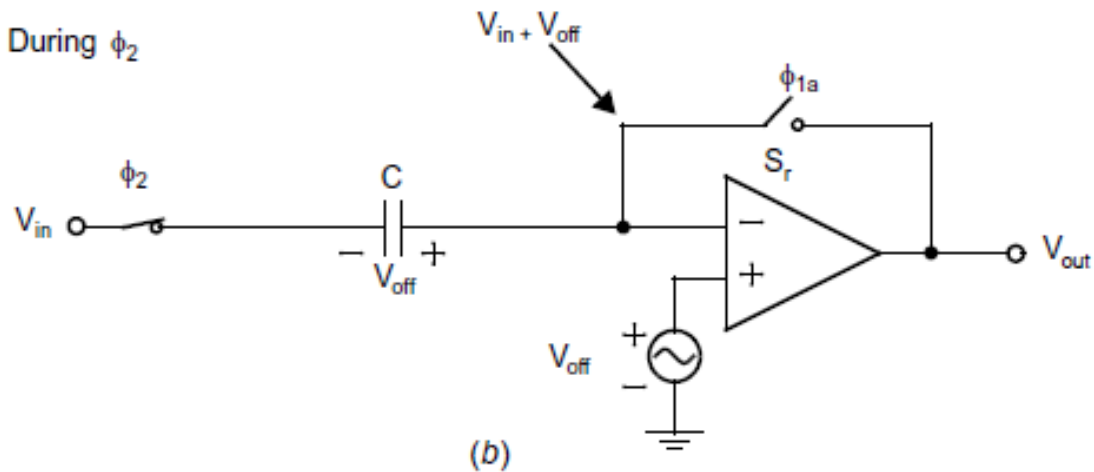 During ϕ2
Vin + Voff
ϕ1a
Sr
ϕ2
C
Vin
− +
Voff
−
+
Vout
Voff
+
−
(b)